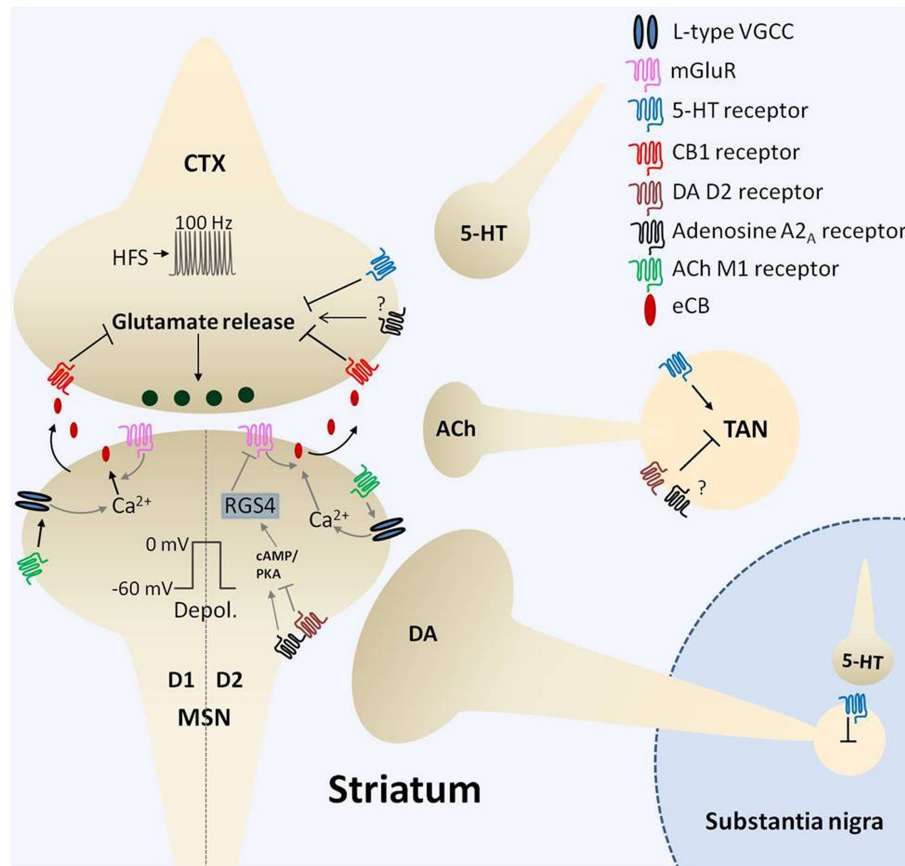 L-type VGCC
mGluR
5-HT receptor
CB1 receptor
DA D2 receptor
Adenosine A2A receptor
ACh M1 receptor
eCB
CTX
100 Hz
HFS
5-HT
?
Glutamate release
ACh
TAN
?
RGS4
Ca2+
Ca2+
0 mV
-60 mV
Depol.
cAMP/
PKA
DA
D1
D2
MSN
5-HT
Striatum
Substantia nigra